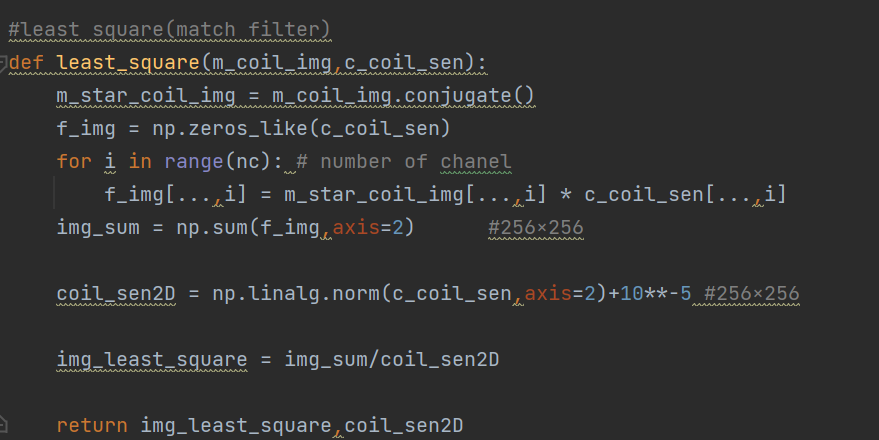 #least square(match filter)
def least_square(m_coil_img,c_coil_sen):
    m_star_coil_img = m_coil_img.conjugate()
    f_img = np.zeros_like(c_coil_sen)
    for i in range(nc): # number of chanel
        f_img[...,i] = m_star_coil_img[...,i] * c_coil_sen[...,i]
    img_sum = np.sum(f_img,axis=2)      #256×256
    coil_sen2D = np.linalg.norm(c_coil_sen,axis=2)+10**-5 #256×256
    img_least_square = img_sum/coil_sen2D
    return img_least_square,coil_sen2D